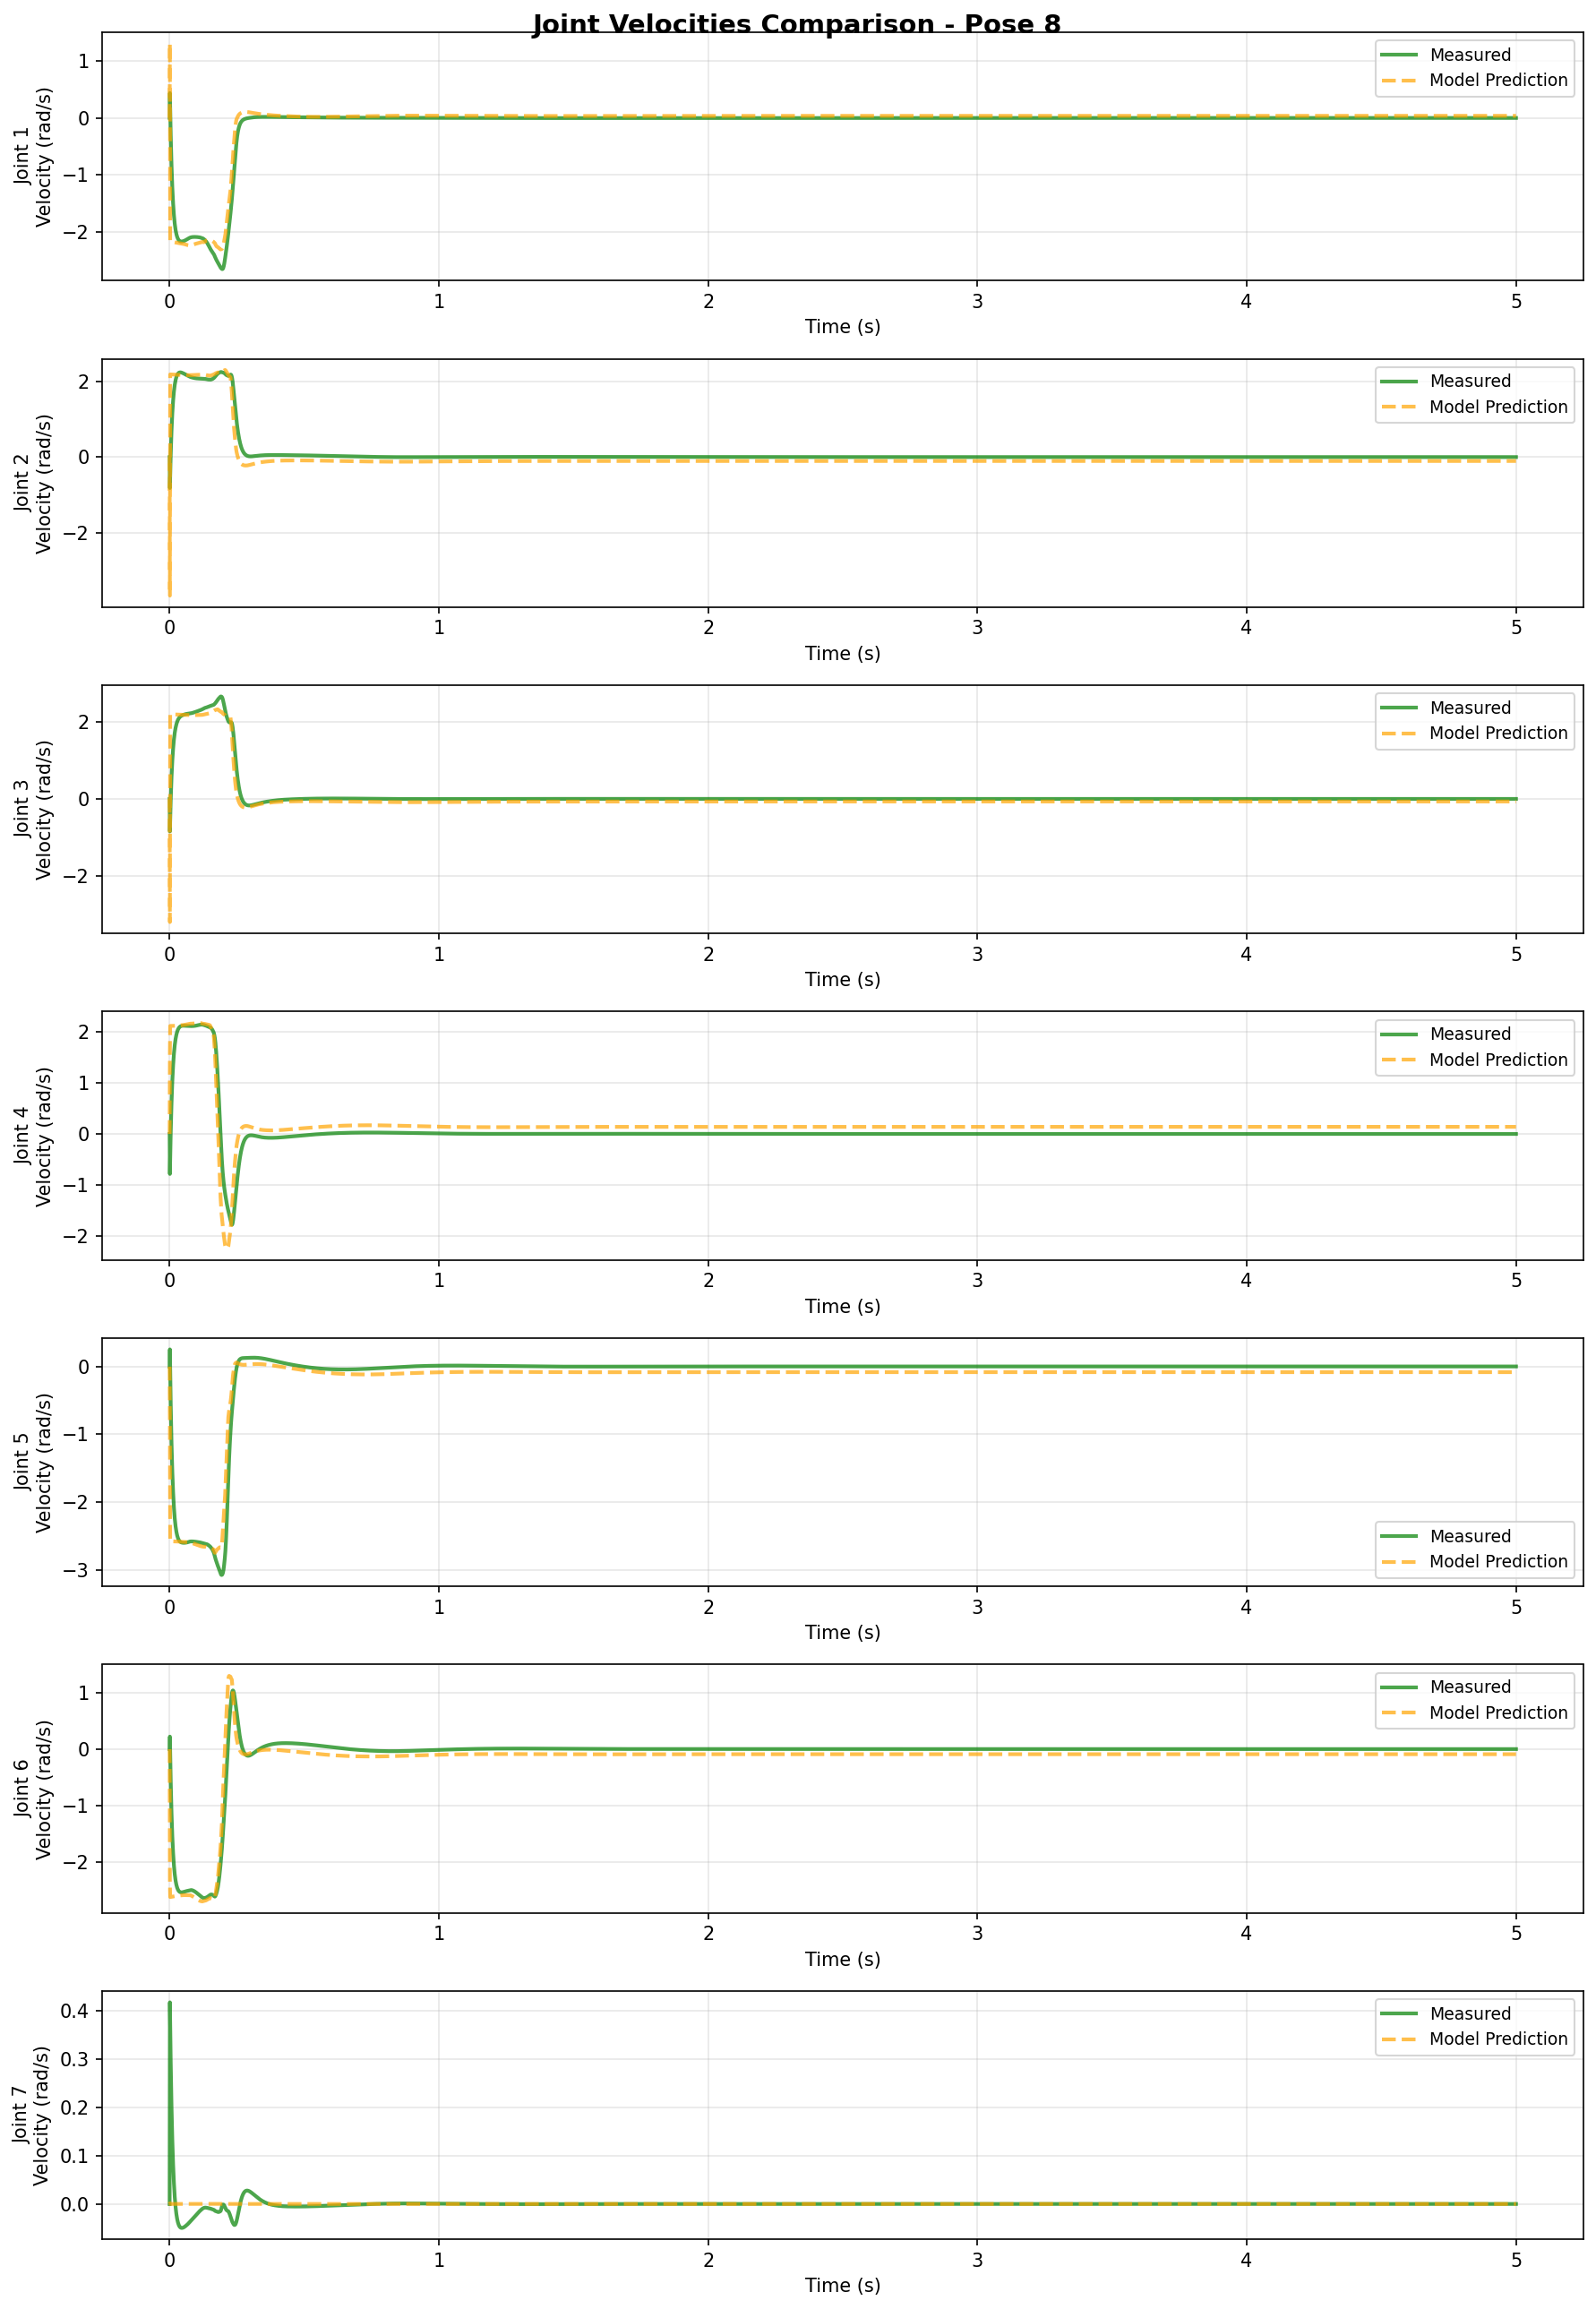 Joint Velocities Comparison - Pose 8
Joint 1
Velocity (rad/s)
1
0
−1
−2
Measured
Model Prediction
0 1 2 3 4 5
Time (s)
Joint 2
Velocity (rad/s)
2
0
−2
Measured
Model Prediction
0 1 2 3 4 5
Time (s)
Joint 3
Velocity (rad/s)
2
0
−2
Measured
Model Prediction
0 1 2 3 4 5
Time (s)
Joint 4
Velocity (rad/s)
2
1
0
−1
−2
Measured
Model Prediction
0 1 2 3 4 5
Time (s)
Joint 5
Velocity (rad/s)
0
−1
−2
−3
Measured
Model Prediction
0 1 2 3 4 5
Time (s)
Joint 6
Velocity (rad/s)
1
0
−1
−2
Measured
Model Prediction
0 1 2 3 4 5
Time (s)
Joint 7
Velocity (rad/s)
0.4
0.3
0.2
0.1
0.0
Measured
Model Prediction
0 1 2 3 4 5
Time (s)